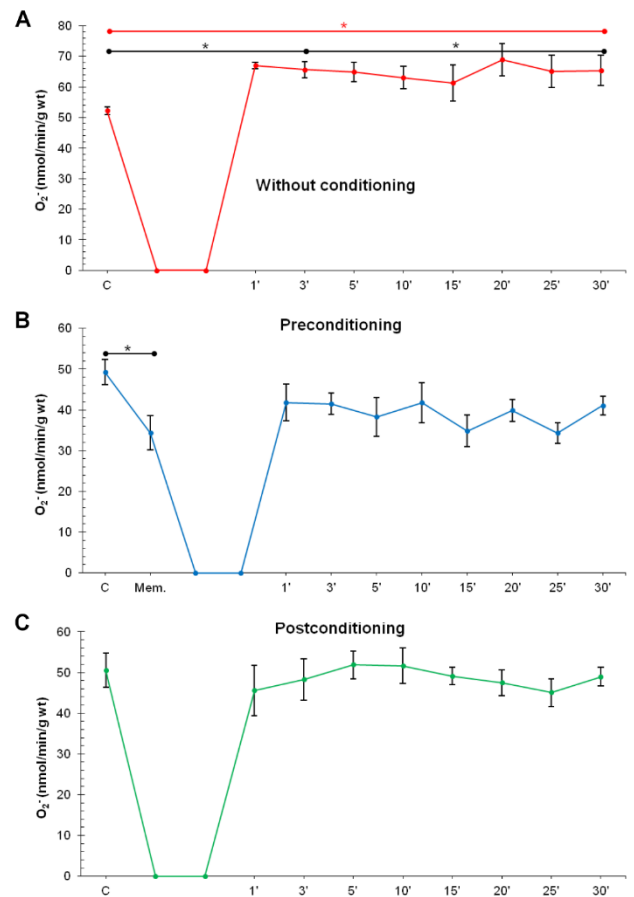 A
*
* *
80
70
60
50
40
30
20
10
0
O₂⁻ (nmol/min/g wt)
Without conditioning
C 1' 3' 5' 10' 15' 20' 25' 30'
B
Preconditioning
*
60
50
40
30
20
10
0
O₂⁻ (nmol/min/g wt)
C Mem. 1' 3' 5' 10' 15' 20' 25' 30'
C
Postconditioning
60
50
40
30
20
10
0
O₂⁻ (nmol/min/g wt)
C 1' 3' 5' 10' 15' 20' 25' 30'